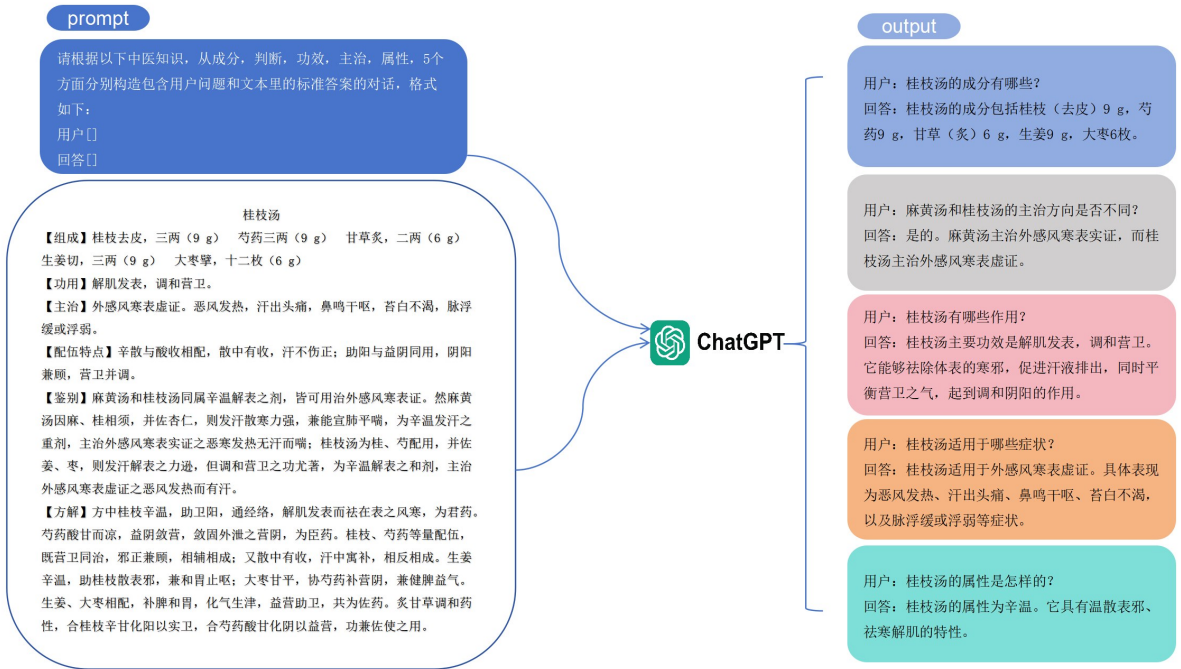 prompt
请根据以下中医知识，从成分，判断，功效，主治，属性，5个
方面分别构造包含用户问题和文本里的标准答案的对话，格式
如下：
用户[]
回答[]
桂枝汤
【组成】桂枝去皮，三两（9 g） 芍药三两（9 g） 甘草炙，二两（6 g）
生姜切，三两（9 g） 大枣擘，十二枚（6 g）
【功用】解肌发表，调和营卫。
【主治】外感风寒表虚证。恶风发热，汗出头痛，鼻鸣干呕，苔白不渴，脉浮
缓或浮弱。
【配伍特点】辛散与酸收相配，散中有收，汗不伤正；助阳与益阴同用，阴阳
兼顾，营卫并调。
【鉴别】麻黄汤和桂枝汤同属辛温解表之剂，皆可用治外感风寒表证。然麻黄
汤因麻、桂相须，并佐杏仁，则发汗散寒力强，兼能宣肺平喘，为辛温发汗之
重剂，主治外感风寒表实证之恶寒发热无汗而喘；桂枝汤为桂、芍配用，并佐
姜、枣，则发汗解表之力逊，但调和营卫之功尤著，为辛温解表之和剂，主治
外感风寒表虚证之恶风发热而有汗。
【方解】方中桂枝辛温，助卫阳，通经络，解肌发表而祛在表之风寒，为君药。
芍药酸甘而凉，益阴敛营，敛固外泄之营阴，为臣药。桂枝、芍药等量配伍，
既营卫同治，邪正兼顾，相辅相成；又散中有收，汗中寓补，相反相成。生姜
辛温，助桂枝散表邪，兼和胃止呕；大枣甘平，协芍药补营阴，兼健脾益气。
生姜、大枣相配，补脾和胃，化气生津，益营助卫，共为佐药。炙甘草调和药
性，合桂枝辛甘化阳以实卫，合芍药酸甘化阴以益营，功兼佐使之用。
ChatGPT
output
用户：桂枝汤的成分有哪些？
回答：桂枝汤的成分包括桂枝（去皮）9 g，芍
药9 g，甘草（炙）6 g，生姜9 g，大枣6枚。
用户：麻黄汤和桂枝汤的主治方向是否不同？
回答：是的。麻黄汤主治外感风寒表实证，而桂
枝汤主治外感风寒表虚证。
用户：桂枝汤有哪些作用？
回答：桂枝汤主要功效是解肌发表，调和营卫。
它能够祛除体表的寒邪，促进汗液排出，同时平
衡营卫之气，起到调和阴阳的作用。
用户：桂枝汤适用于哪些症状？
回答：桂枝汤适用于外感风寒表虚证。具体表现
为恶风发热、汗出头痛、鼻鸣干呕、苔白不渴，
以及脉浮缓或浮弱等症状。
用户：桂枝汤的属性是怎样的？
回答：桂枝汤的属性为辛温。它具有温散表邪、
祛寒解肌的特性。